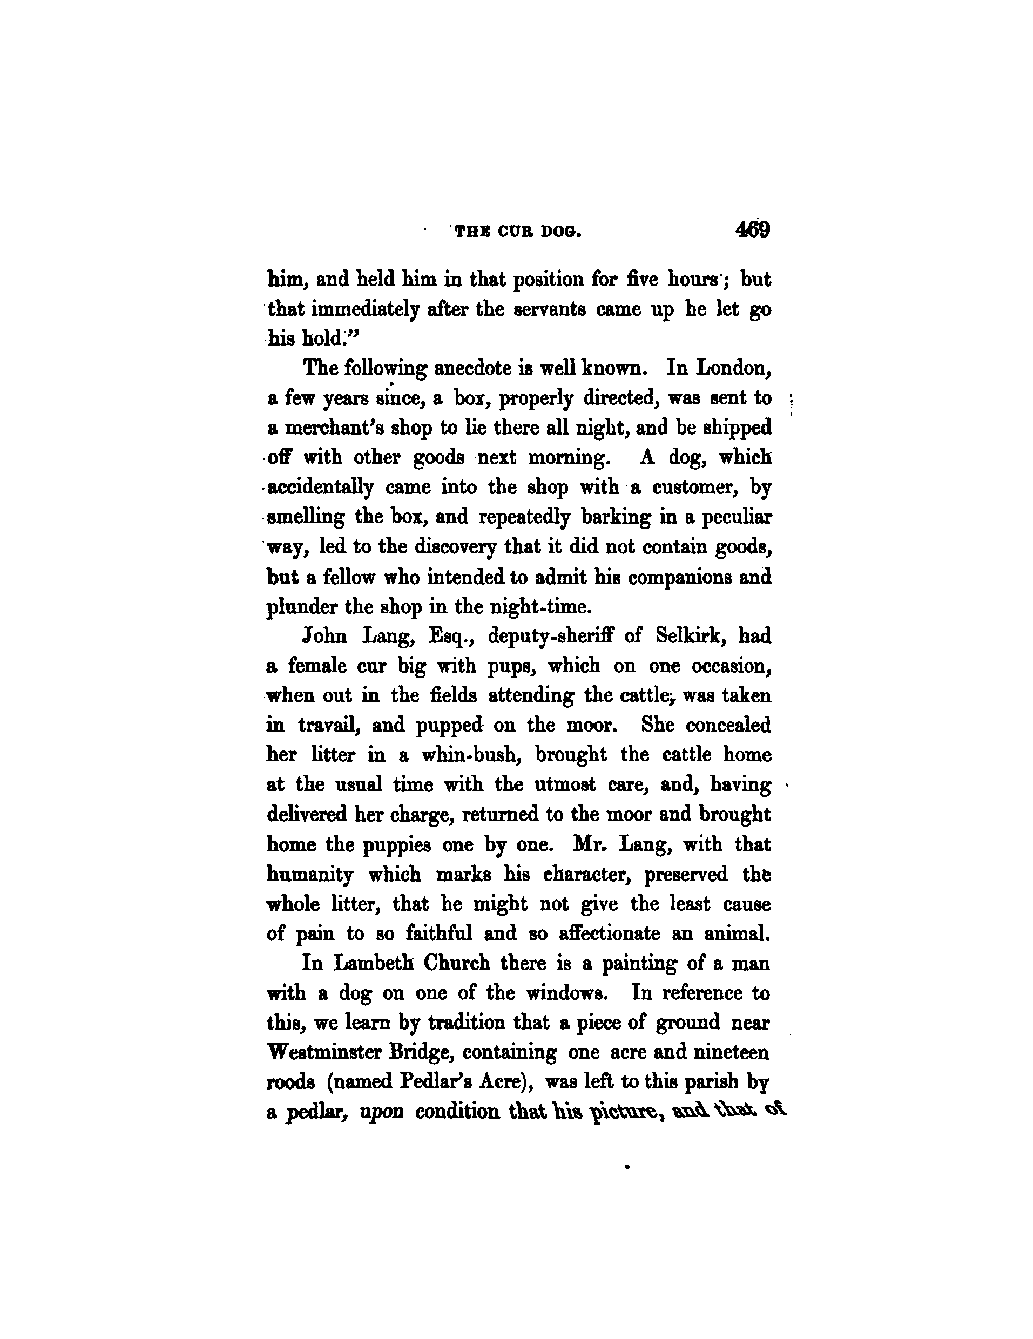 THE CUR DOG. 469
him, and held him in that position for five hours; but
that immediately after the servants came up he let go
his hold."
The following anecdote is well known. In London,
a few years since, a box, properly directed, was sent to
a merchant's shop to lie there all night, and be shipped
off with other goods next morning. A dog, which
accidentally came into the shop with a customer, by
smelling the box, and repeatedly barking in a peculiar
way, led to the discovery that it did not contain goods,
but a fellow who intended to admit his companions and
plunder the shop in the night-time.
John Lang, Esq., deputy-sheriff of Selkirk, had
a female cur big with pups, which on one occasion,
when out in the fields attending the cattle, was taken
in travail, and pupped on the moor. She concealed
her litter in a whin-bush, brought the cattle home
at the usual time with the utmost care, and, having
delivered her charge, returned to the moor and brought
home the puppies one by one. Mr. Lang, with that
humanity which marks his character, preserved the
whole litter, that he might not give the least cause
of pain to so faithful and so affectionate an animal.
In Lambeth Church there is a painting of a man
with a dog on one of the windows. In reference to
this, we learn by tradition that a piece of ground near
Westminster Bridge, containing one acre and nineteen
roods (named Pedlar's Acre), was left to this parish by
a pedlar, upon condition that his picture, and that of